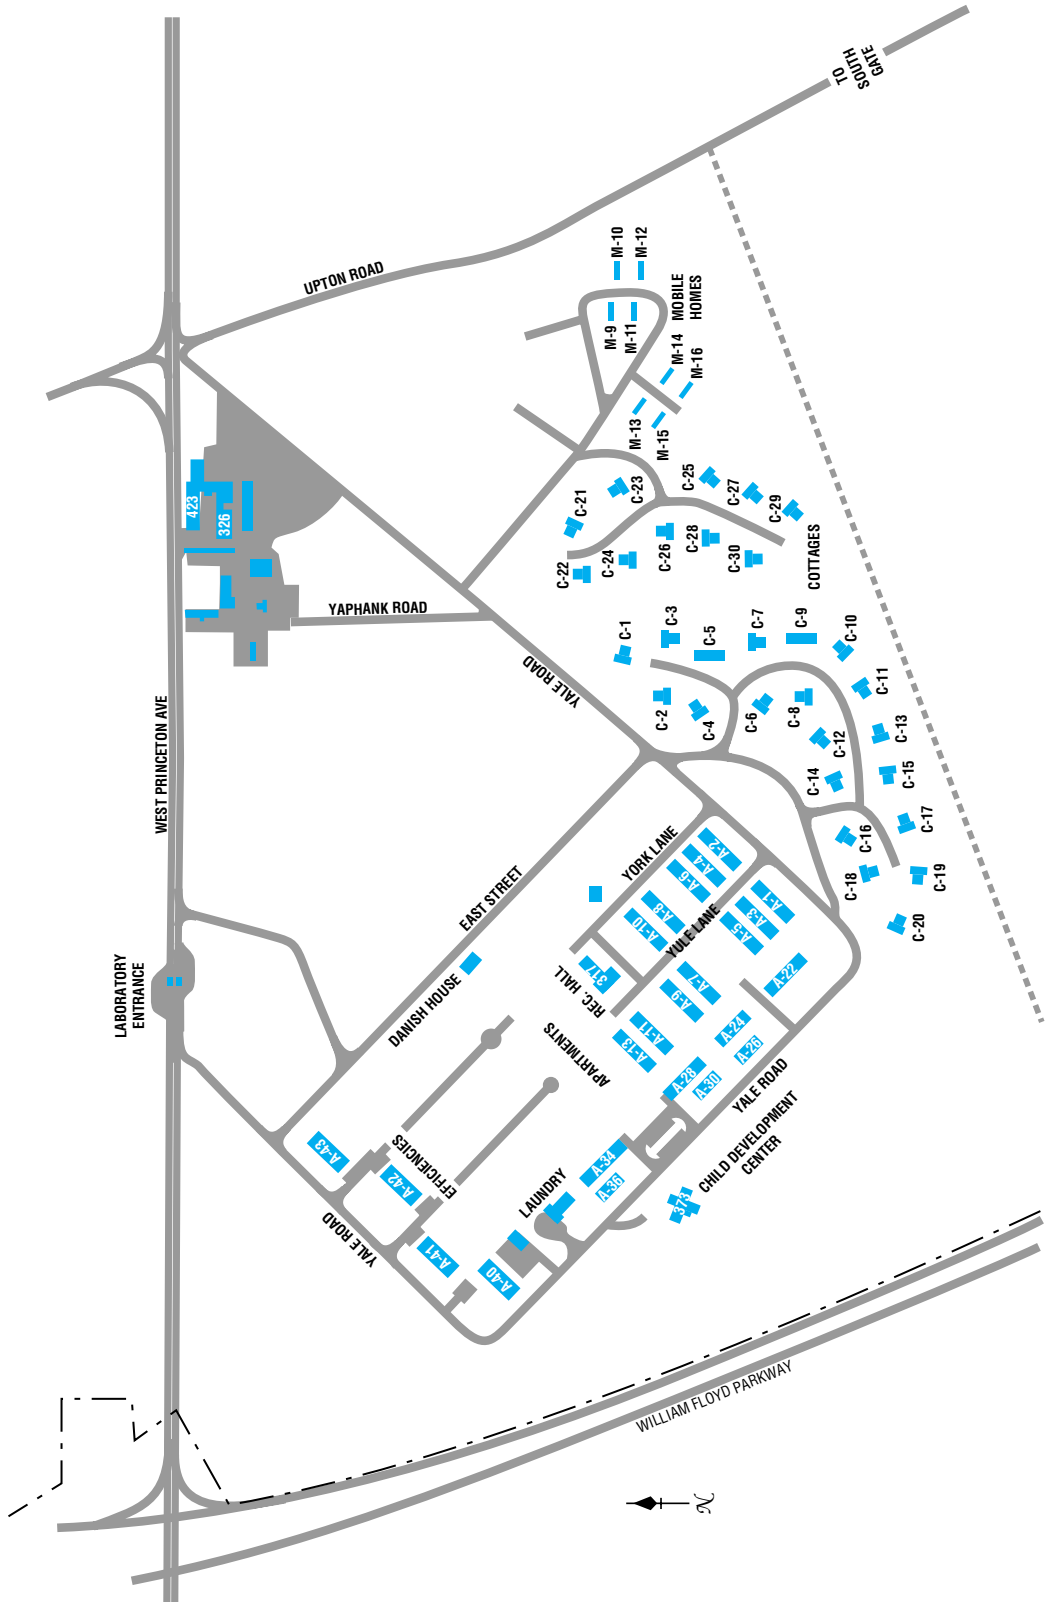 TO
SOUTH
GATE
UPTON ROAD
M-10
M-12
M-9
M-11
MOBILE
HOMES
M-14
M-16
M-13
M-15
423
326
C-21
C-23
C-25
C-27
C-29
C-22
C-24
C-26
C-28
C-30
COTTAGES
YAPHANK ROAD
YALE ROAD
C-1
C-3
C-5
C-7
C-9
C-10
C-11
C-2
C-4
C-6
C-8
C-12
C-13
C-14
C-15
C-16
C-17
C-18
C-19
C-20
WEST PRINCETON AVE
LABORATORY
ENTRANCE
EAST STREET
DANISH HOUSE
YORK LANE
A-2
A-4
A-6
A-8
A-10
YULE LANE
A-1
A-3
A-5
A-7
A-9
A-11
A-13
A-22
A-24
A-26
A-28
A-30
317
REC. HALL
APARTMENTS
YALE ROAD
A-34
A-36
CHILD DEVELOPMENT
CENTER
373
LAUNDRY
EFFICIENCIES
A-43
A-42
A-41
A-40
YALE ROAD
WILLIAM FLOYD PARKWAY
N